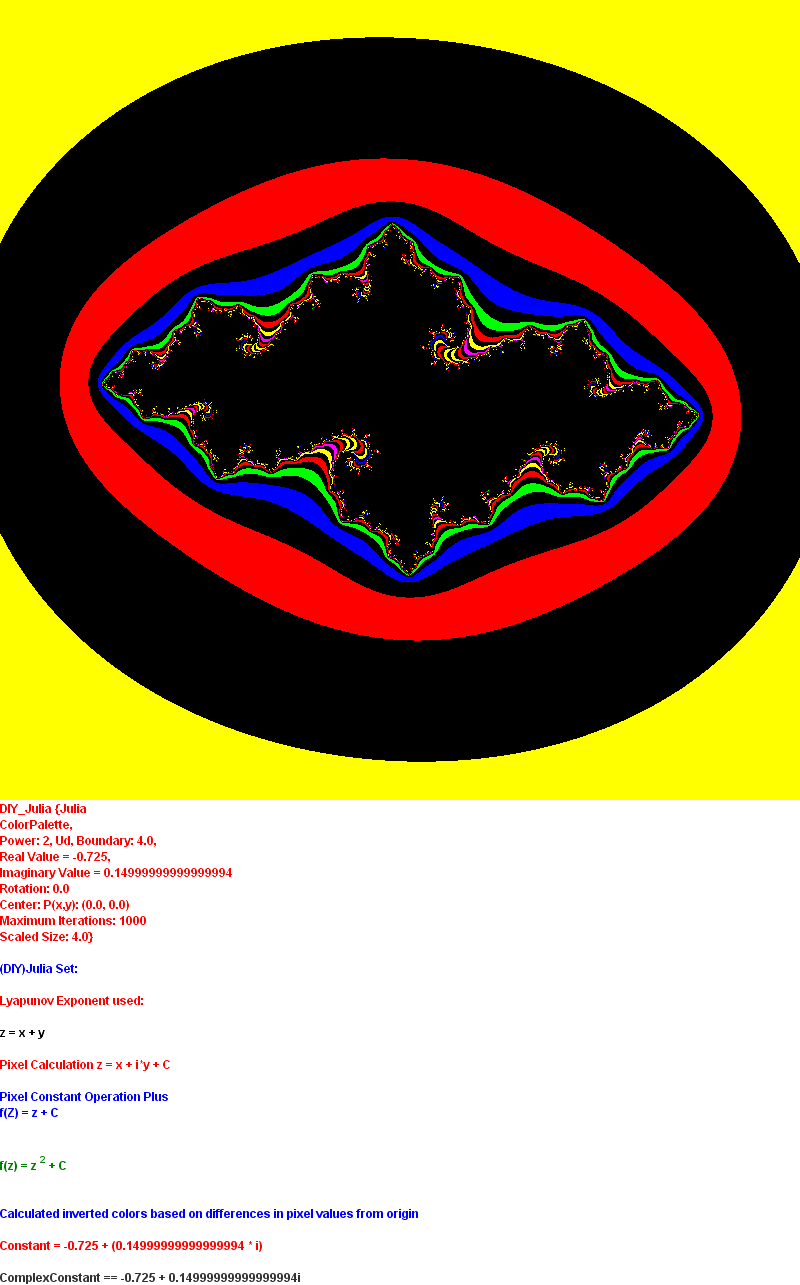 DIY_Julia {Julia
ColorPalette,
Power: 2, Ud, Boundary: 4.0,
Real Value = -0.725,
Imaginary Value = 0.14999999999999994
Rotation: 0.0
Center: P(x,y): (0.0, 0.0)
Maximum Iterations: 1000
Scaled Size: 4.0}
(DIY)Julia Set:
Lyapunov Exponent used:
z = x + y
Pixel Calculation z = x + i*y + C
Pixel Constant Operation Plus
f(Z) = z + C
f(z) = z 2 + C
Calculated inverted colors based on differences in pixel values from origin
Constant = -0.725 + (0.14999999999999994 * i)
ComplexConstant == -0.725 + 0.14999999999999994i